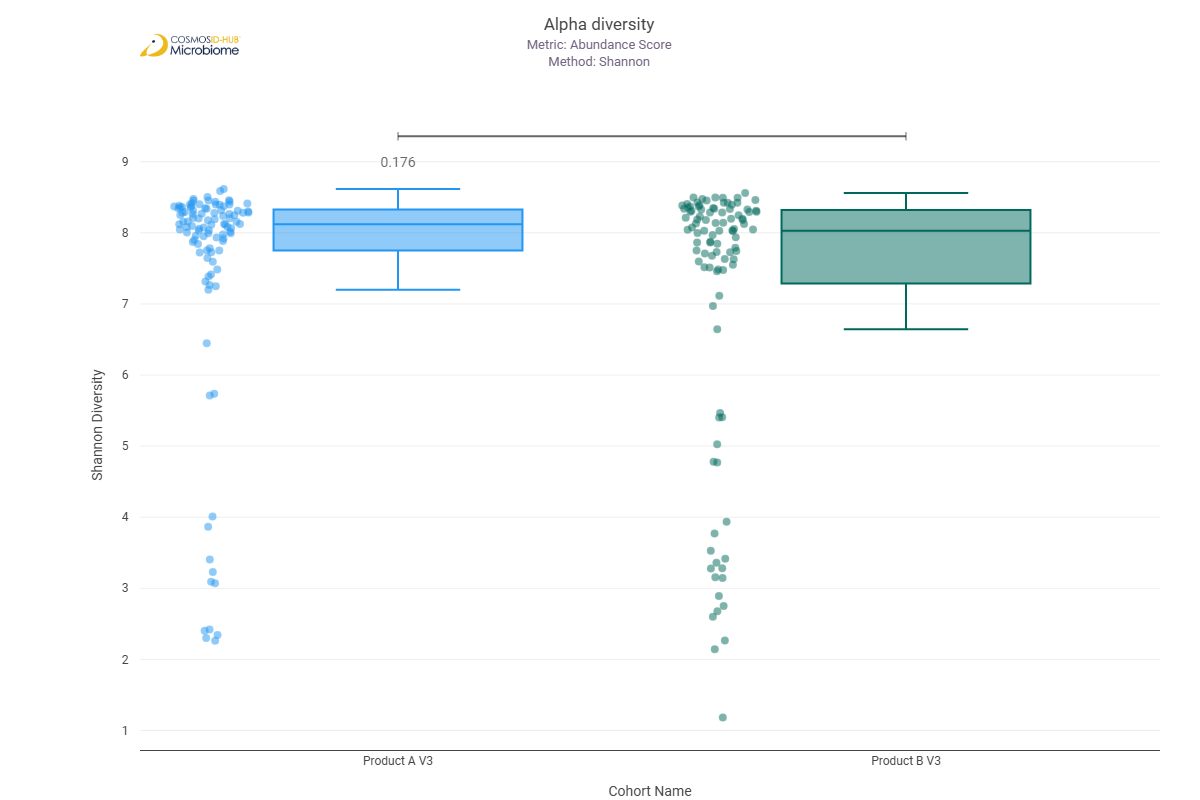 Alpha diversity
Metric: Abundance Score
Method: Shannon
COSMOSID-HUB
Microbiome
0.176
9
8
7
6
5
4
3
2
1
Shannon Diversity
Product A V3
Product B V3
Cohort Name